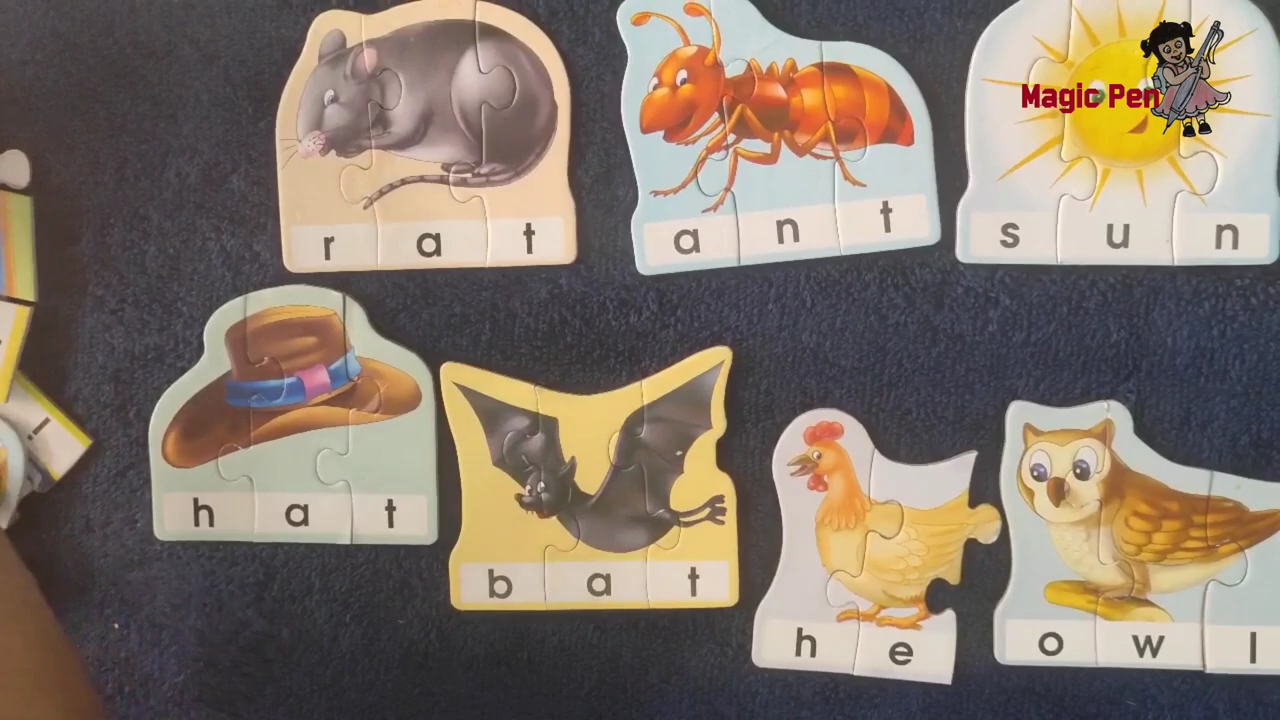 Magic Pen
r a t
a n t
s u n
h a t
b a t
h e
o w l
!